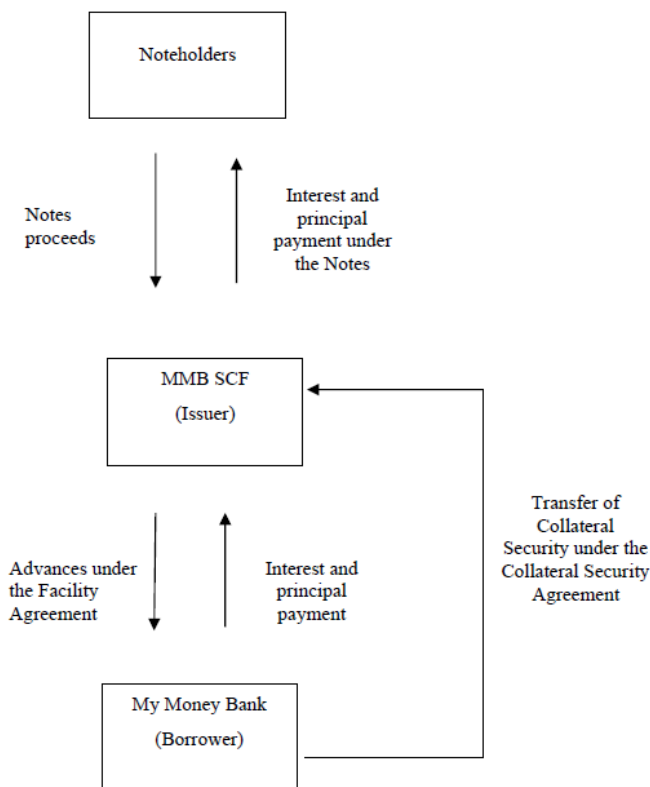 Noteholders
Notes
proceeds
Interest and
principal
payment under
the Notes
MMB SCF
(Issuer)
Advances under
the Facility
Agreement
Interest and
principal
payment
Transfer of
Collateral
Security under the
Collateral Security
Agreement
My Money Bank
(Borrower)